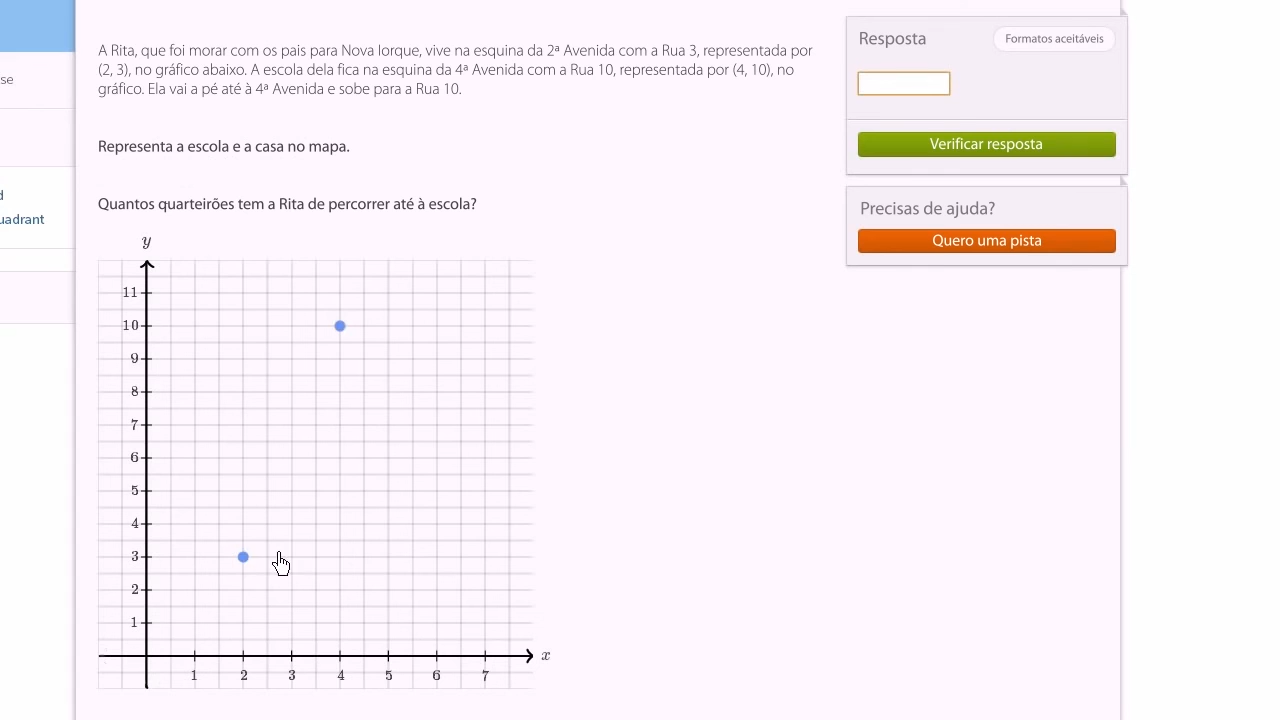 se
d
uadrant
A Rita, que foi morar com os pais para Nova Iorque, vive na esquina da 2ª Avenida com a Rua 3, representada por
(2, 3), no gráfico abaixo. A escola dela fica na esquina da 4ª Avenida com a Rua 10, representada por (4, 10), no
gráfico. Ela vai a pé até à 4ª Avenida e sobe para a Rua 10.
Representa a escola e a casa no mapa.
Quantos quarteirões tem a Rita de percorrer até à escola?
y
11
10
9
8
7
6
5
4
3
2
1
1 2 3 4 5 6 7
x
Resposta
Formatos aceitáveis
Verificar resposta
Precisas de ajuda?
Quero uma pista